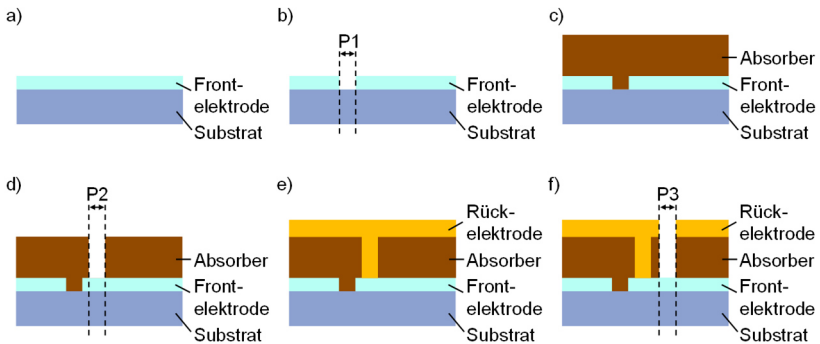 a)
Front-
elektrode
Substrat
b)
P1
Front-
elektrode
Substrat
c)
Absorber
Front-
elektrode
Substrat
d)
P2
Absorber
Front-
elektrode
Substrat
e)
Rück-
elektrode
Absorber
Front-
elektrode
Substrat
f)
P3
Rück-
elektrode
Absorber
Front-
elektrode
Substrat